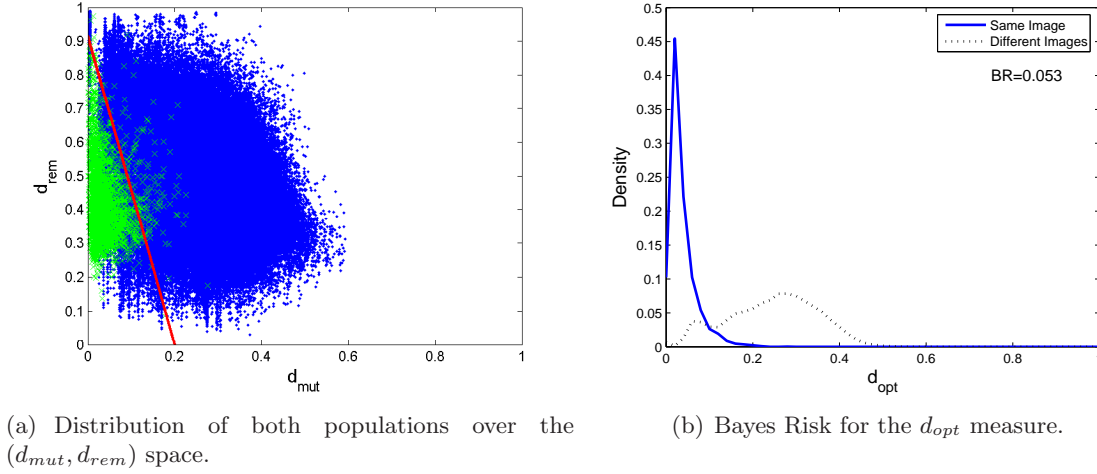 1
0.9
0.8
0.7
0.6
0.5
0.4
0.3
0.2
0.1
0
d_rem
0 0.2 0.4 0.6 0.8 1
d_mut
(a) Distribution of both populations over the
(d_mut, d_rem) space.
0.5
0.45
0.4
0.35
0.3
0.25
0.2
0.15
0.1
0.05
0
Density
Same Image
Different Images
BR=0.053
0 0.2 0.4 0.6 0.8 1
d_opt
(b) Bayes Risk for the d_opt measure.